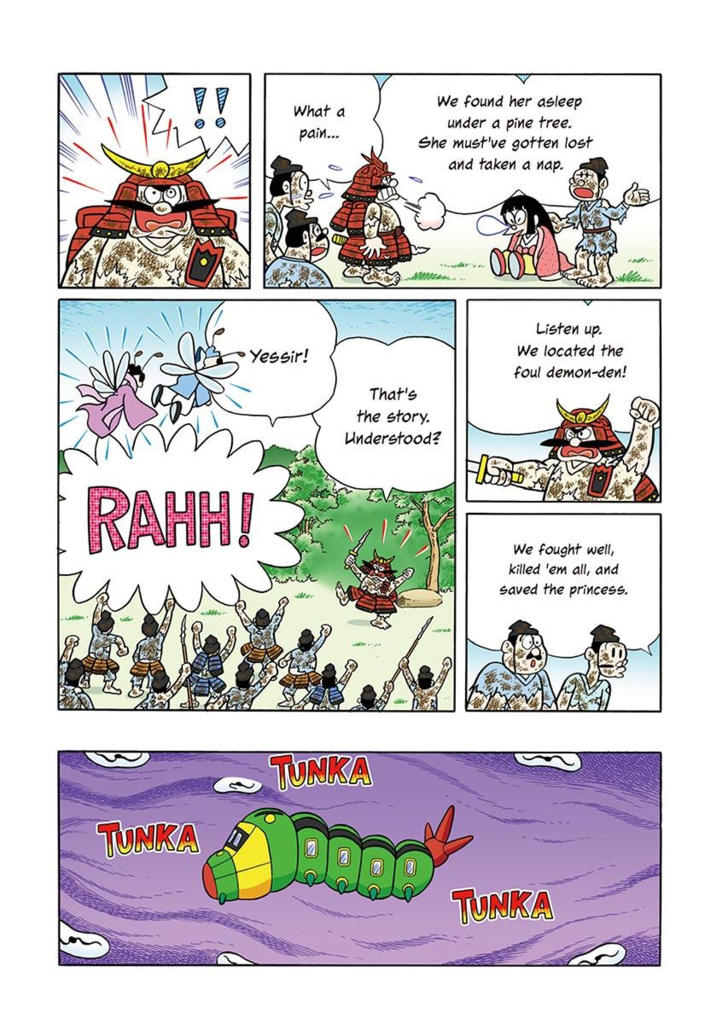 We found her asleep
under a pine tree.
She must've gotten lost
and taken a nap.
What a
pain...
!!
Listen up.
We located the
foul demon-den!
We fought well,
killed 'em all, and
saved the princess.
That's
the story.
Understood?
Yessir!
RAHH!
TUNKA
TUNKA
TUNKA